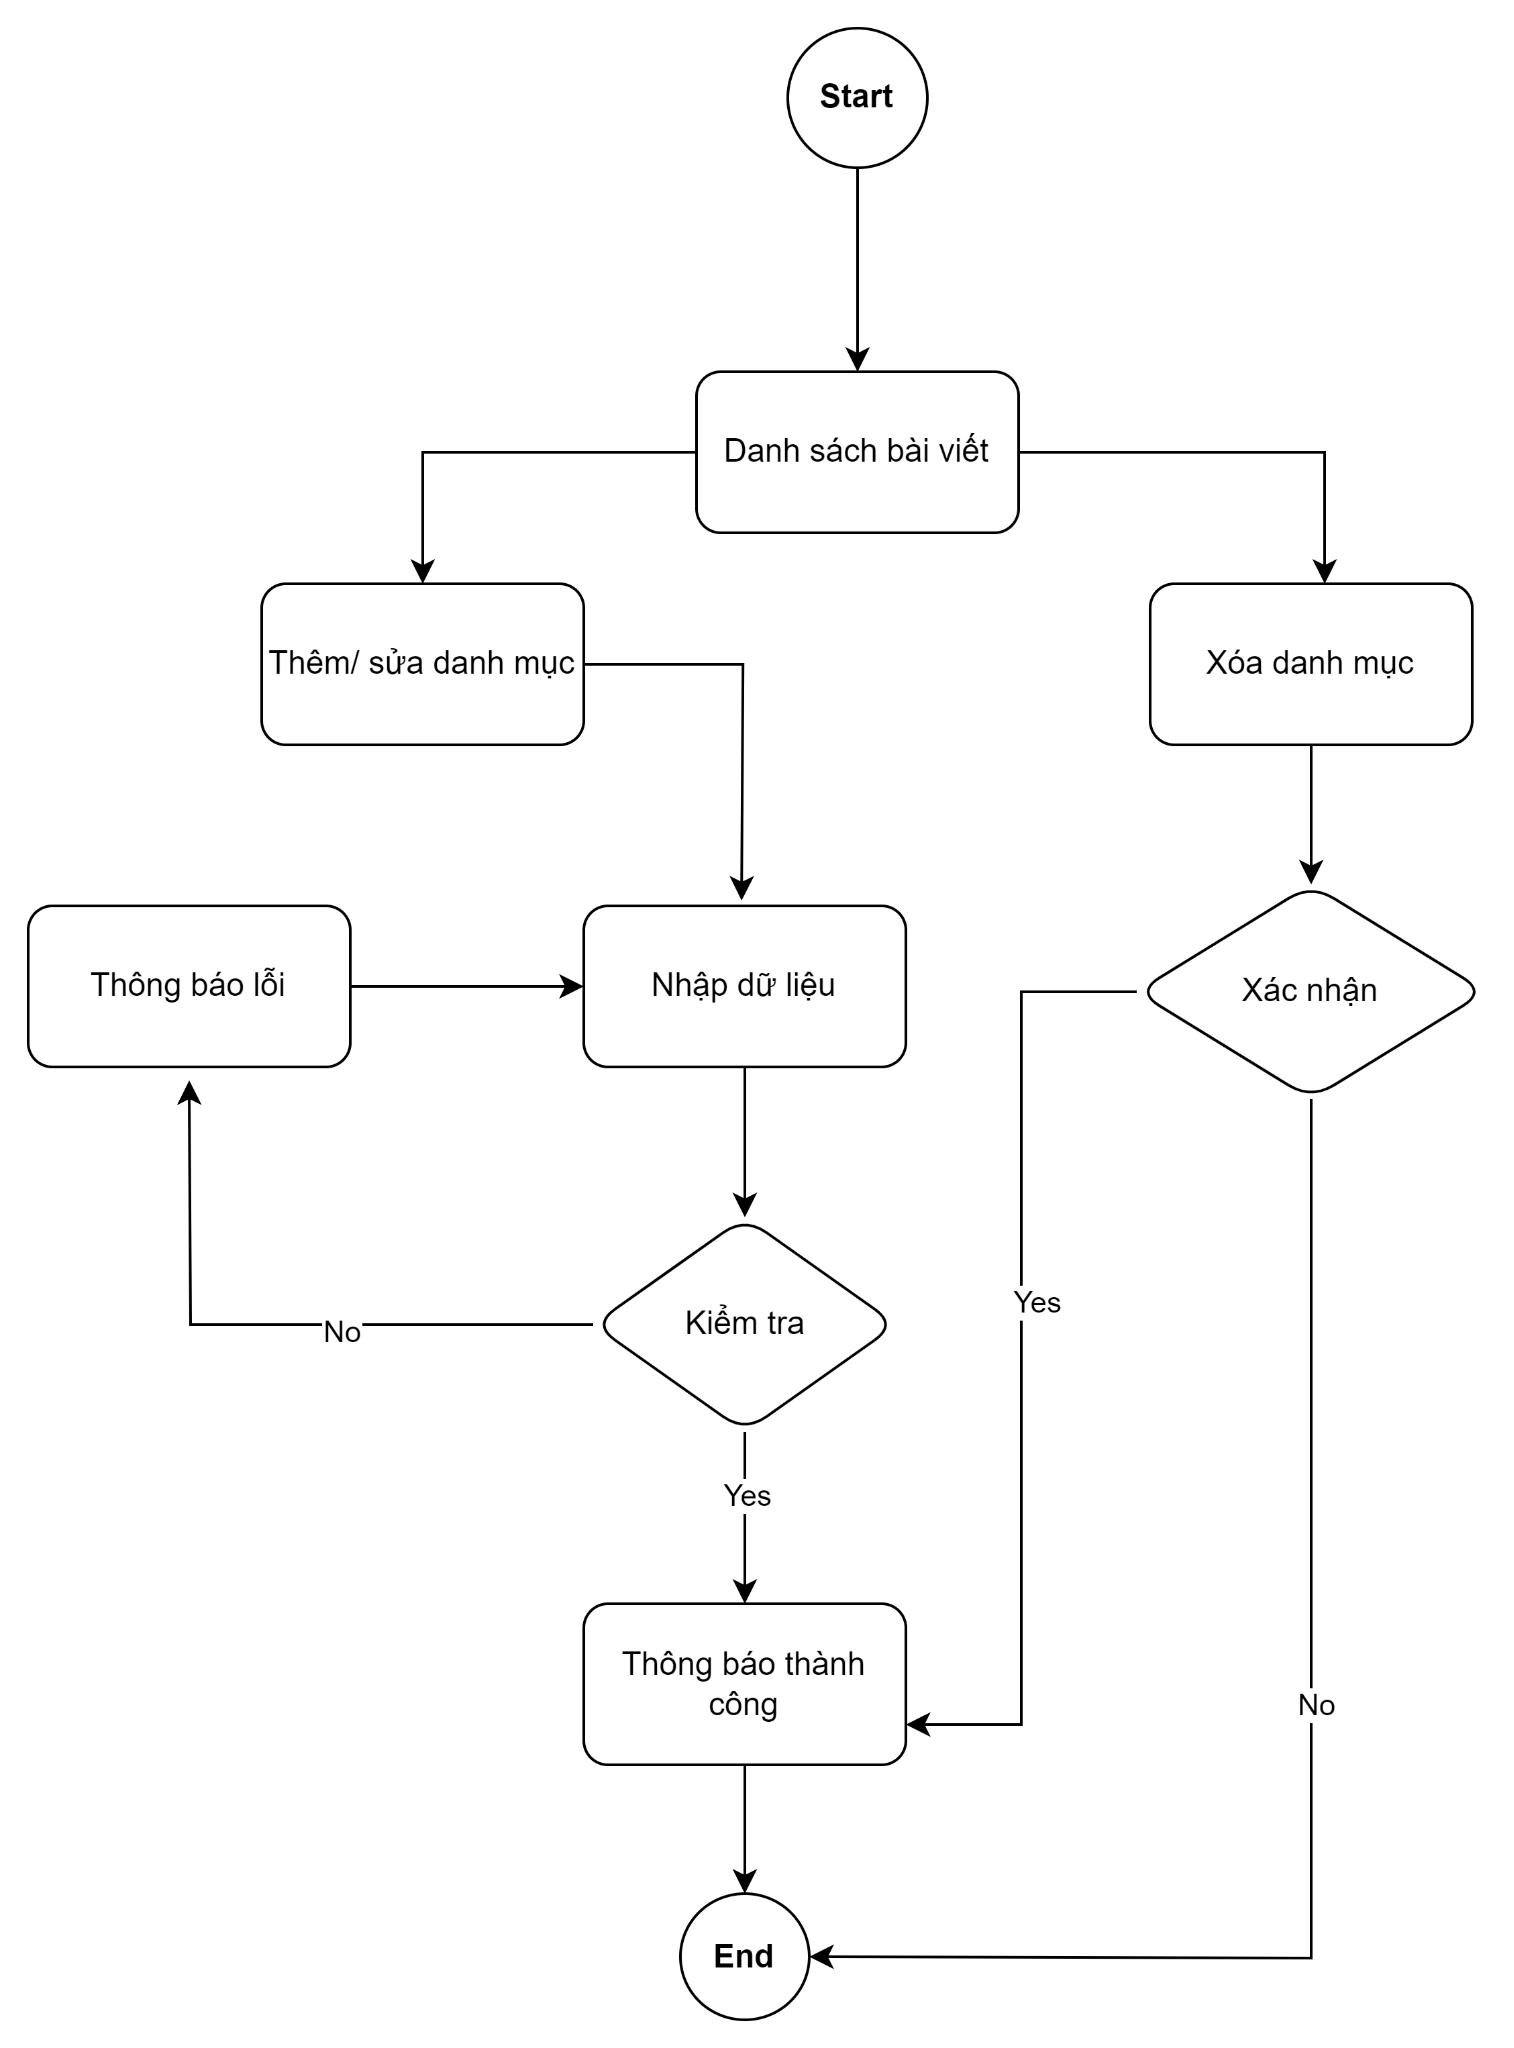 Start
Danh sách bài viết
Thêm/ sửa danh mục
Xóa danh mục
Thông báo lỗi
Nhập dữ liệu
Xác nhận
Yes
Kiểm tra
No
Yes
Thông báo thành
công
No
End